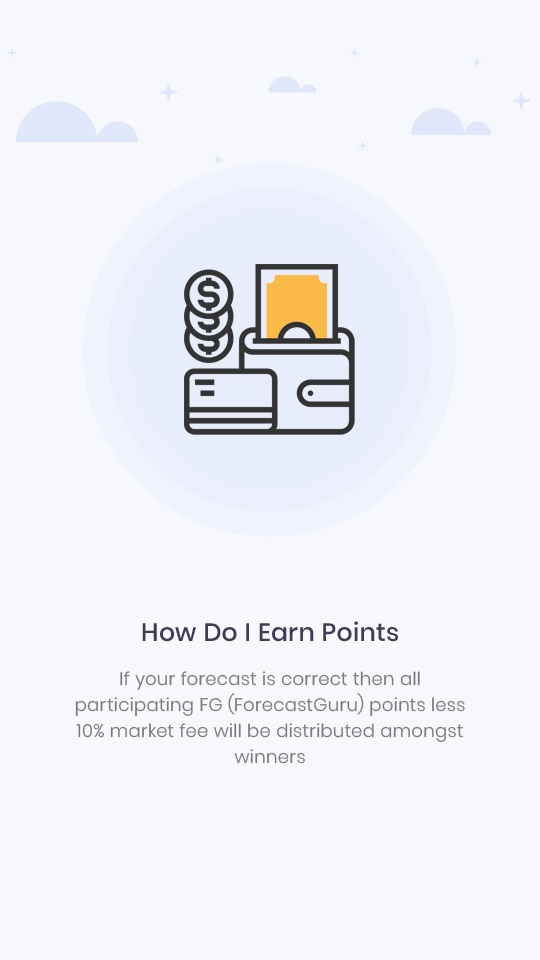 How Do I Earn Points
If your forecast is correct then all
participating FG (ForecastGuru) points less
10% market fee will be distributed amongst
winners